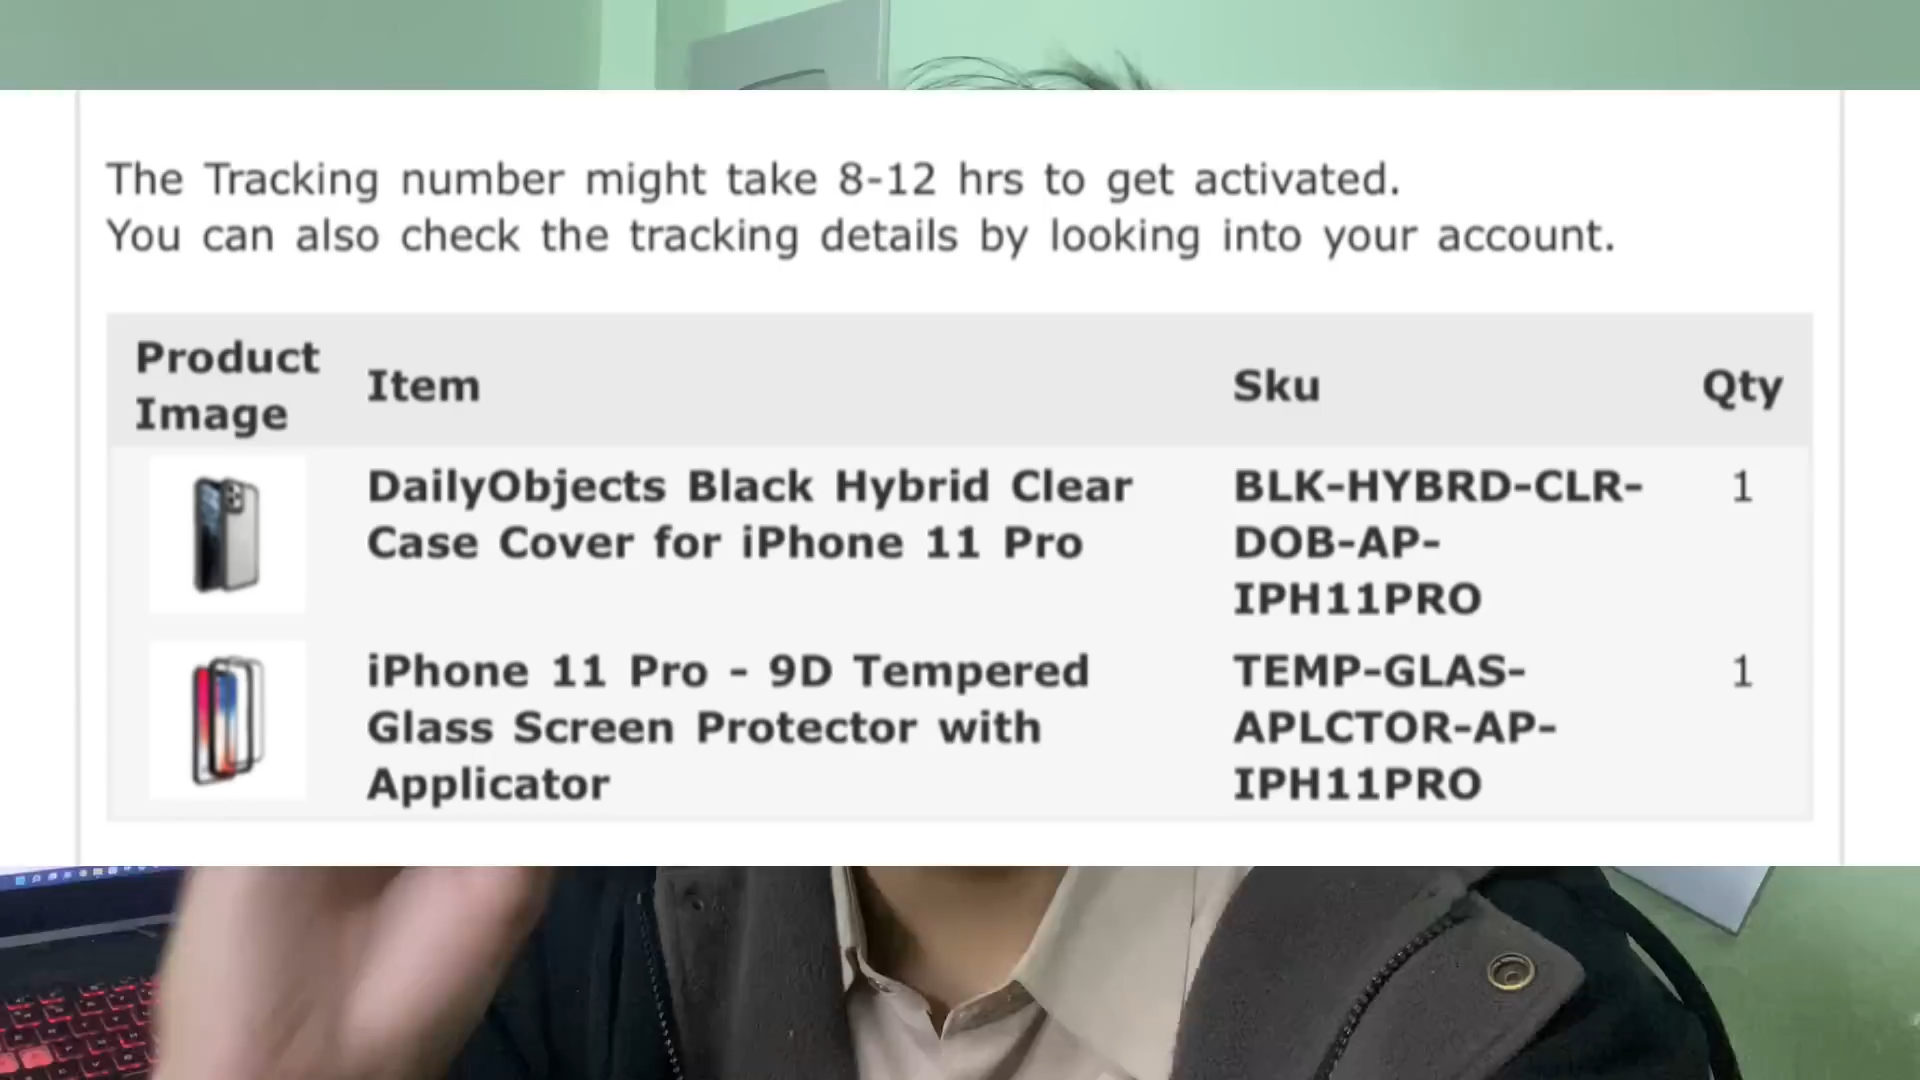 The Tracking number might take 8-12 hrs to get activated.
You can also check the tracking details by looking into your account.
Product Image
Item
Sku
Qty
DailyObjects Black Hybrid Clear
Case Cover for iPhone 11 Pro
BLK-HYBRD-CLR-
DOB-AP-
IPH11PRO
1
iPhone 11 Pro - 9D Tempered
Glass Screen Protector with
Applicator
TEMP-GLAS-
APLCTOR-AP-
IPH11PRO
1